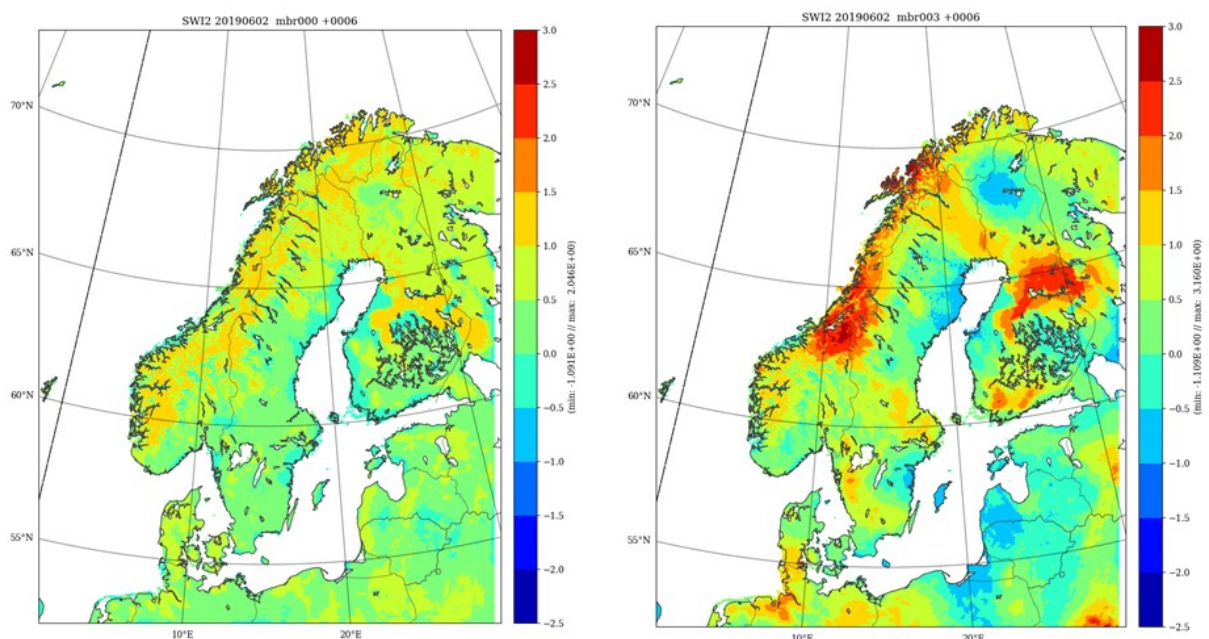 SWI2 20190602 mbr000 +0006
3.0
2.5
2.0
1.5
1.0
0.5
0.0
−0.5
−1.0
−1.5
−2.0
−2.5
(min: -1.091E+00 // max: 2.046E+00)
70°N
65°N
60°N
55°N
10°E
20°E
SWI2 20190602 mbr003 +0006
3.0
2.5
2.0
1.5
1.0
0.5
0.0
−0.5
−1.0
−1.5
−2.0
−2.5
(min: -1.109E+00 // max: 3.160E+00)
70°N
65°N
60°N
55°N
10°E
20°E